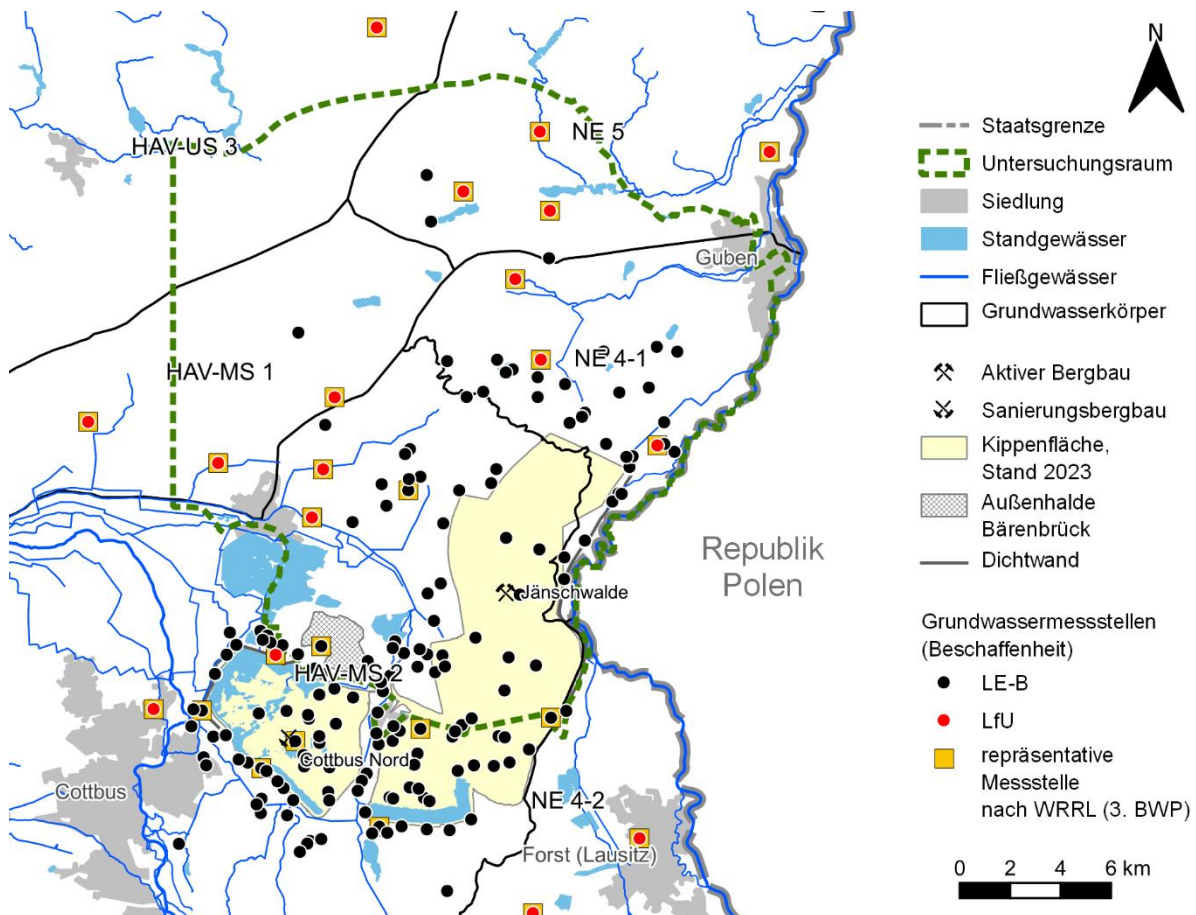 HAV-US 3
NE 5
Guben
HAV-MS 1
NE 4-1
Republik
Polen
Jänschwalde
HAV-MS 2
Cottbus Nord
Cottbus
NE 4-2
Forst (Lausitz)
N
Staatsgrenze
Untersuchungsraum
Siedlung
Standgewässer
Fließgewässer
Grundwasserkörper
Aktiver Bergbau
Sanierungsbergbau
Kippenfläche,
Stand 2023
Außenhalde
Bärenbrück
Dichtwand
Grundwassermessstellen
(Beschaffenheit)
LE-B
LfU
repräsentative
Messstelle
nach WRRL (3. BWP)
0 2 4 6 km